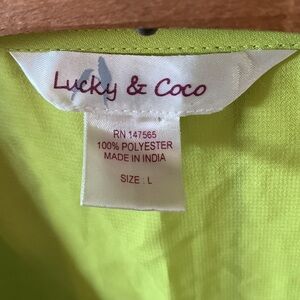 Lucky & Coco
RN 147565
100% POLYESTER
MADE IN INDIA
SIZE : L